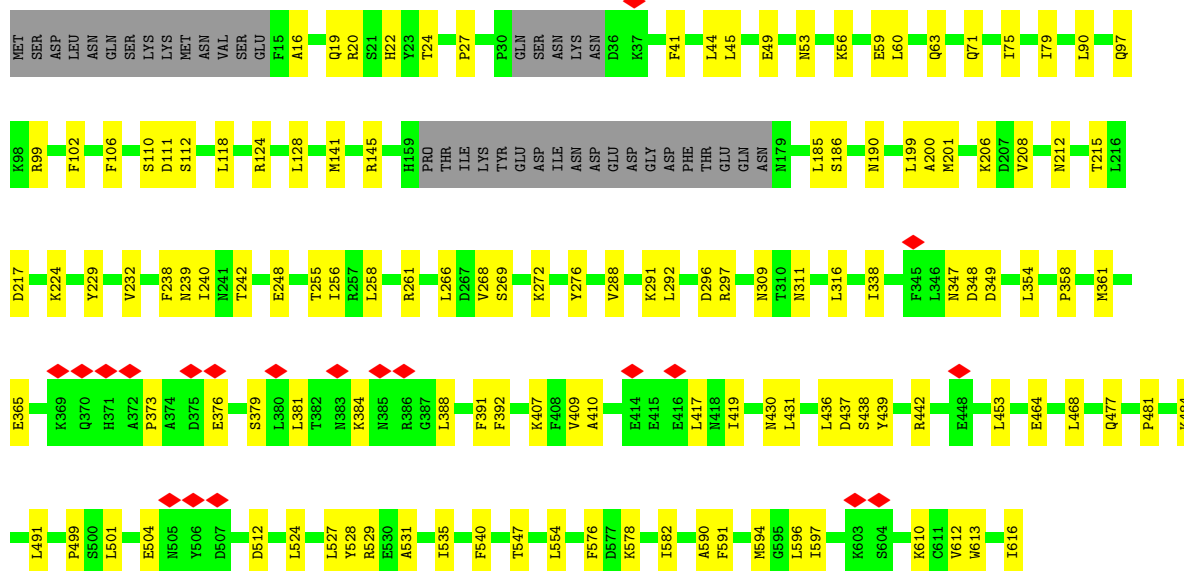 MET SER ASP LEU ASN GLN SER LYS LYS MET ASN VAL SER GLU F15 A16 Q19 R20 S21 H22 Y23 T24 P27 P30 GLN SER ASN LYS ASN D36 K37 F41 L44 L45 E49 N53 K56 E59 L60 Q63 Q71 I75 I79 L90 Q97
K98 R99 F102 F106 S110 D111 S112 L118 R124 L128 M141 R145 H159 PRO THR ILE LYS TYR GLU ASP ILE ASN ASP GLU ASP GLY ASP PHE THR GLU GLN ASN N179 L185 S186 N190 L199 A200 M201 K206 D207 V208 N212 T215 L216
D217 K224 Y229 V232 F238 N239 I240 N241 T242 E248 T255 I256 R257 L258 R261 L266 D267 V268 S269 K272 Y276 V288 K291 L292 D296 R297 N309 T310 N311 L316 I338 F345 L346 N347 D348 D349 L354 P358 M361
E365 K369 Q370 H371 A372 P373 A374 D375 E376 S379 L380 L381 T382 N383 K384 N385 R386 G387 L388 F391 F392 K407 F408 V409 A410 E414 E415 E416 L417 N418 I419 N430 L431 L436 D437 S438 Y439 R442 E448 L453 E464 L468 Q477 P481 K484
L491 P499 S500 L501 E504 N505 Y506 D507 D512 L524 L527 Y528 R529 E530 A531 I535 F540 T547 L554 F576 D577 K578 I582 A590 F591 M594 G595 L596 I597 K603 S604 K610 C611 V612 W613 I616